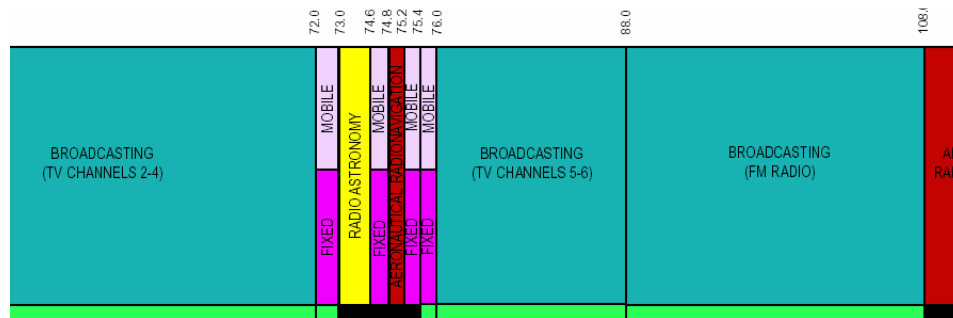 72.0
73.0
74.6
74.8
75.2
75.4
76.0
88.0
108.
BROADCASTING
(TV CHANNELS 2-4)
MOBILE
FIXED
RADIO ASTRONOMY
MOBILE
FIXED
AERONAUTICAL RADIONAVIGATION
MOBILE
FIXED
MOBILE
FIXED
BROADCASTING
(TV CHANNELS 5-6)
BROADCASTING
(FM RADIO)